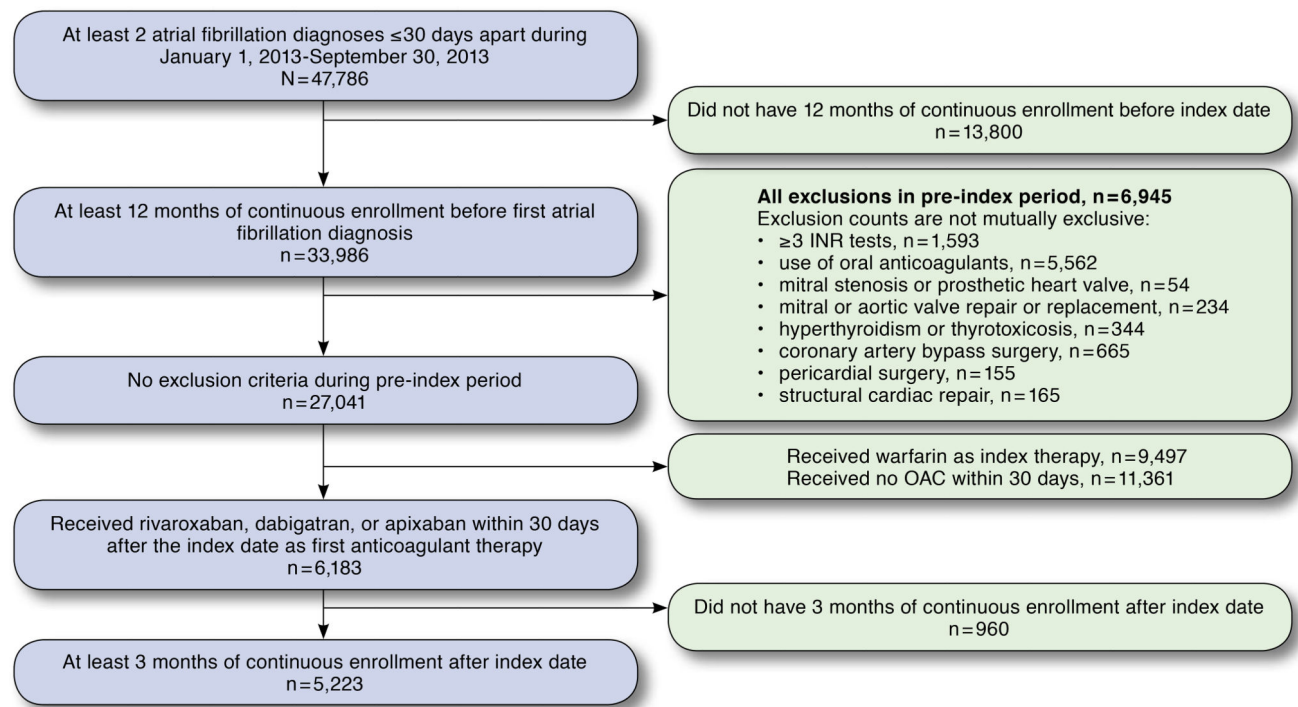 At least 2 atrial fibrillation diagnoses ≤30 days apart during
January 1, 2013-September 30, 2013
N=47,786
Did not have 12 months of continuous enrollment before index date
n=13,800
At least 12 months of continuous enrollment before first atrial
fibrillation diagnosis
n=33,986
All exclusions in pre-index period, n=6,945
Exclusion counts are not mutually exclusive:
• ≥3 INR tests, n=1,593
• use of oral anticoagulants, n=5,562
• mitral stenosis or prosthetic heart valve, n=54
• mitral or aortic valve repair or replacement, n=234
• hyperthyroidism or thyrotoxicosis, n=344
• coronary artery bypass surgery, n=665
• pericardial surgery, n=155
• structural cardiac repair, n=165
No exclusion criteria during pre-index period
n=27,041
Received warfarin as index therapy, n=9,497
Received no OAC within 30 days, n=11,361
Received rivaroxaban, dabigatran, or apixaban within 30 days
after the index date as first anticoagulant therapy
n=6,183
Did not have 3 months of continuous enrollment after index date
n=960
At least 3 months of continuous enrollment after index date
n=5,223